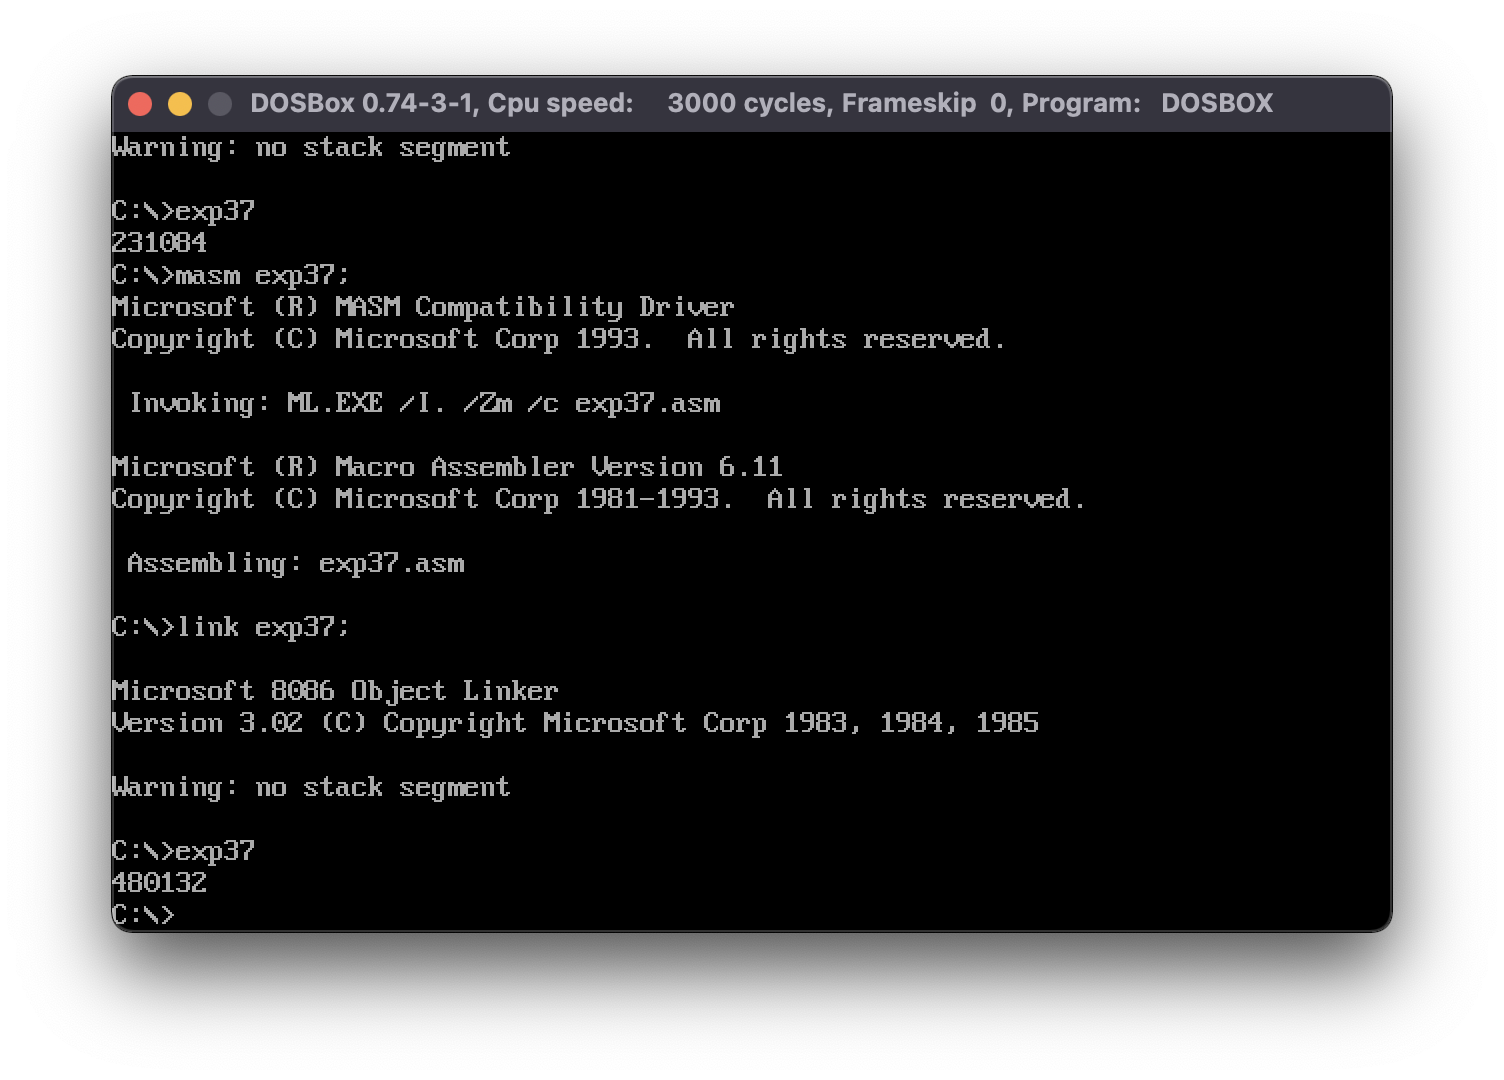 DOSBox 0.74-3-1, Cpu speed: 3000 cycles, Frameskip 0, Program: DOSBOX
Warning: no stack segment
C:\>exp37
231084
C:\>masm exp37;
Microsoft (R) MASM Compatibility Driver
Copyright (C) Microsoft Corp 1993. All rights reserved.
Invoking: ML.EXE /I. /Zm /c exp37.asm
Microsoft (R) Macro Assembler Version 6.11
Copyright (C) Microsoft Corp 1981-1993. All rights reserved.
Assembling: exp37.asm
C:\>link exp37;
Microsoft 8086 Object Linker
Version 3.02 (C) Copyright Microsoft Corp 1983, 1984, 1985
Warning: no stack segment
C:\>exp37
480132
C:\>